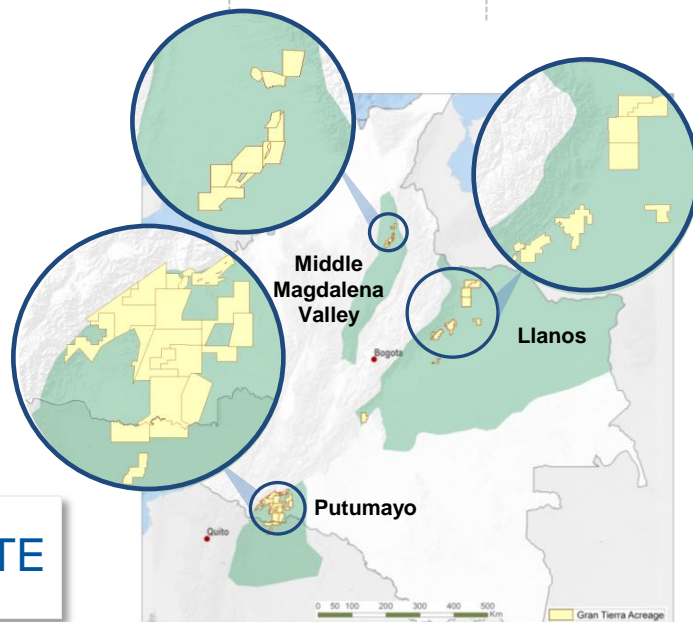 Middle
Magdalena
Valley
Llanos
Bogota
Putumayo
Quito
TE
0 50 100 200 300 400 500
Km
Gran Tierra Acreage